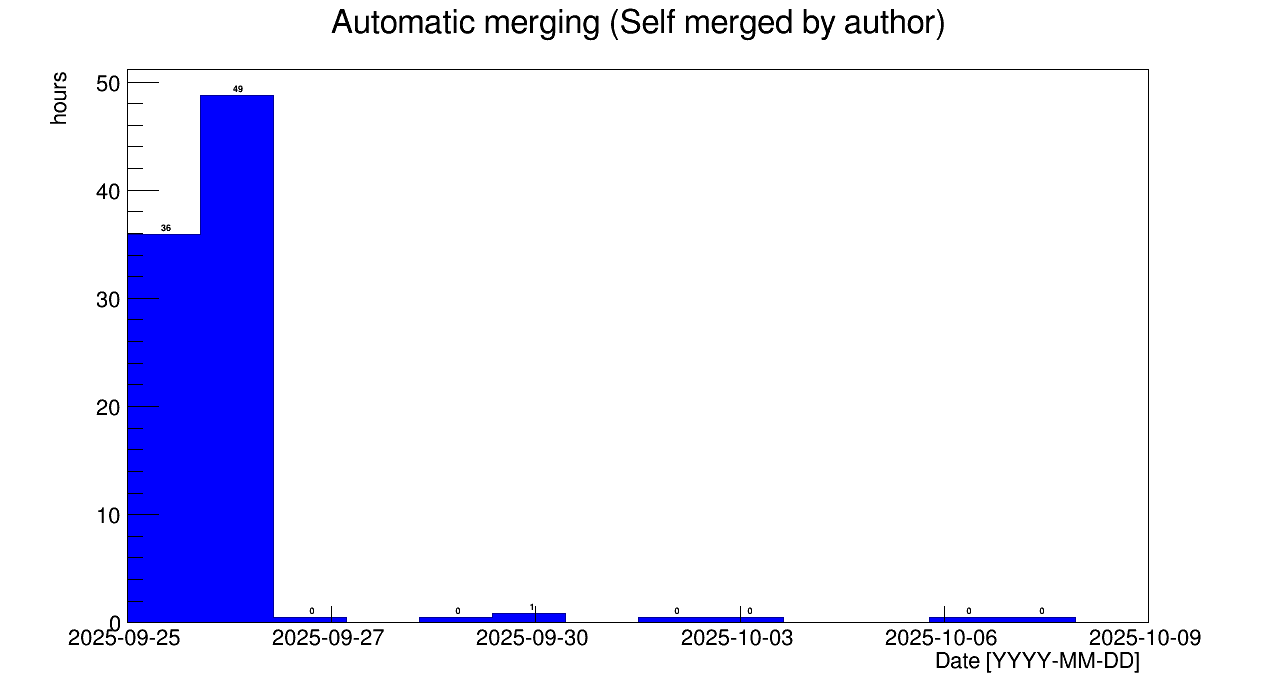 Automatic merging (Self merged by author)
hours
50
49
40
36
30
20
10
0
0 0 1 0 0 0 0
2025-09-25 2025-09-27 2025-09-30 2025-10-03 2025-10-06 2025-10-09
Date [YYYY-MM-DD]